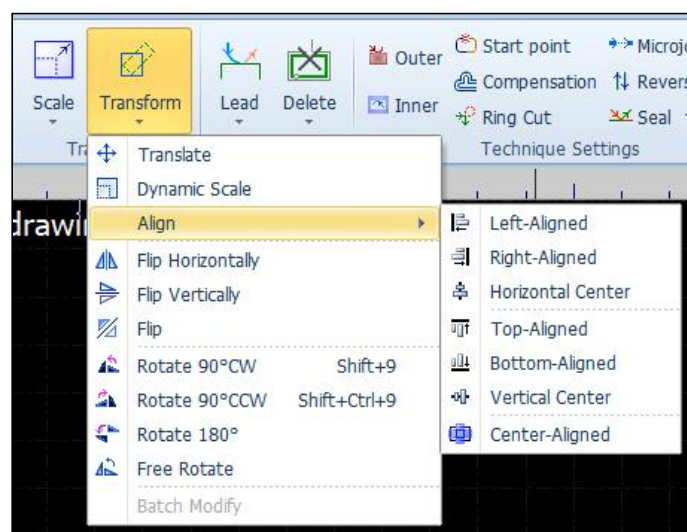 Scale
Transform
Lead
Delete
Outer
Inner
Start point
Compensation
Ring Cut
Seal
Technique Settings
Translate
Dynamic Scale
Align
Flip Horizontally
Flip Vertically
Flip
Rotate 90°CW Shift+9
Rotate 90°CCW Shift+Ctrl+9
Rotate 180°
Free Rotate
Batch Modify
Left-Aligned
Right-Aligned
Horizontal Center
Top-Aligned
Bottom-Aligned
Vertical Center
Center-Aligned